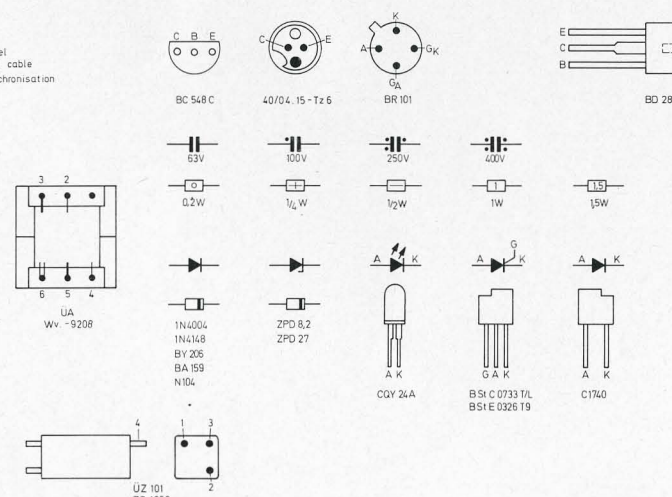 cable
chronisation
C B E
BC 548 C
C E
40/04.15-Tz 6
K
A GK
GA
BR 101
E
C
B
BD 28
63V
100V
250V
400V
0,2W
1/4 W
1/2W
1
1W
1,5
1,5W
3 2
6 5 4
ÜA
Wv. -9208
1N4004
1N4148
BY 206
BA 159
N104
ZPD 8,2
ZPD 27
A K
A K
CQY 24A
G
A K
G A K
BSt C 0733 T/L
BSt E 0326 T9
A K
A K
C1740
4
1 3
2
ÜZ 101